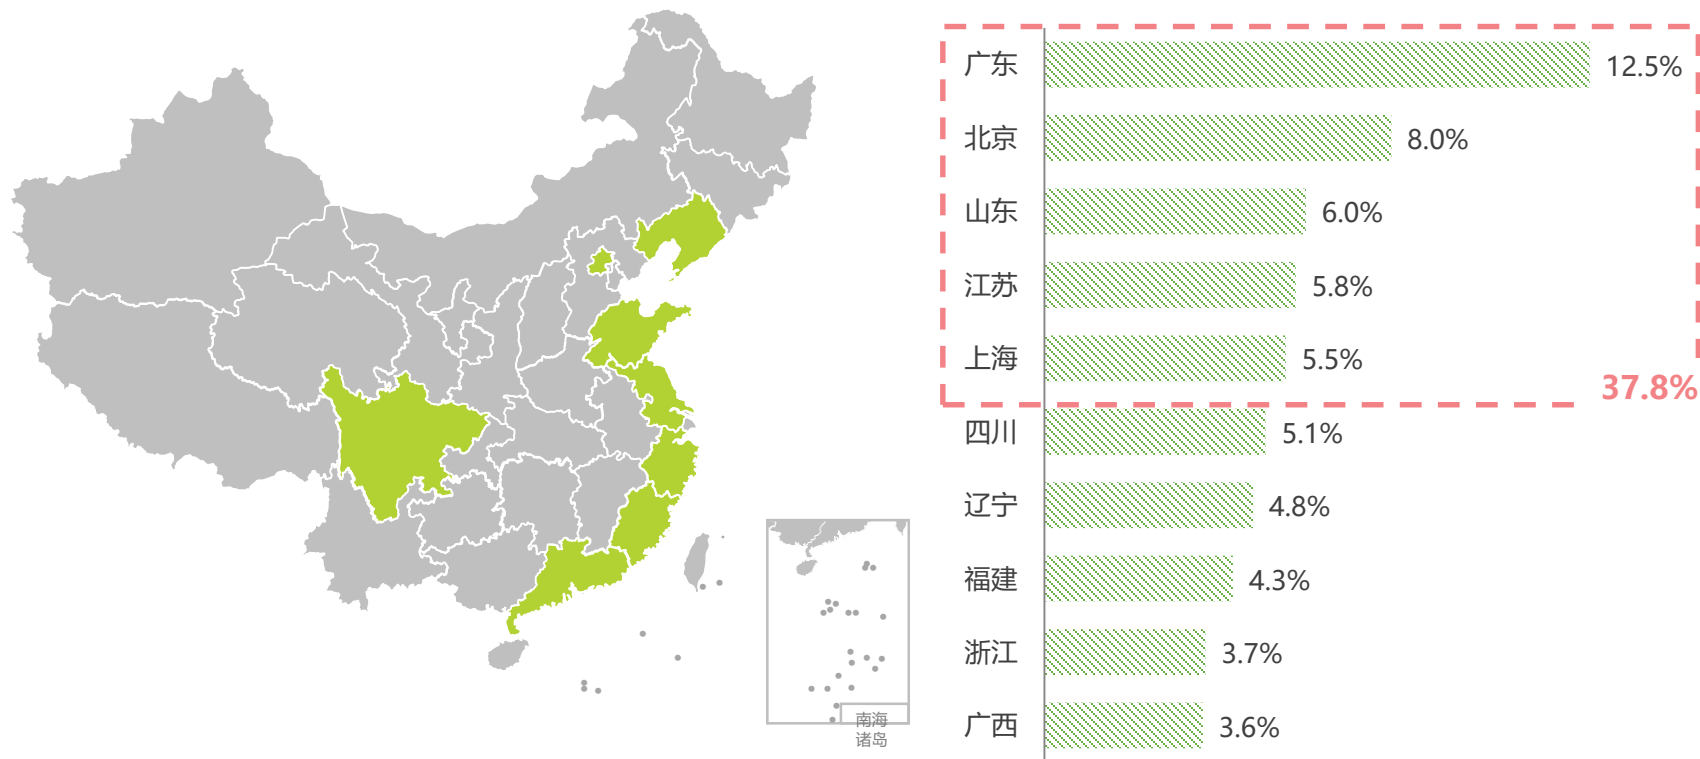 广东 12.5%
北京 8.0%
山东 6.0%
江苏 5.8%
上海 5.5%
37.8%
四川 5.1%
辽宁 4.8%
福建 4.3%
浙江 3.7%
广西 3.6%
南海
诸岛